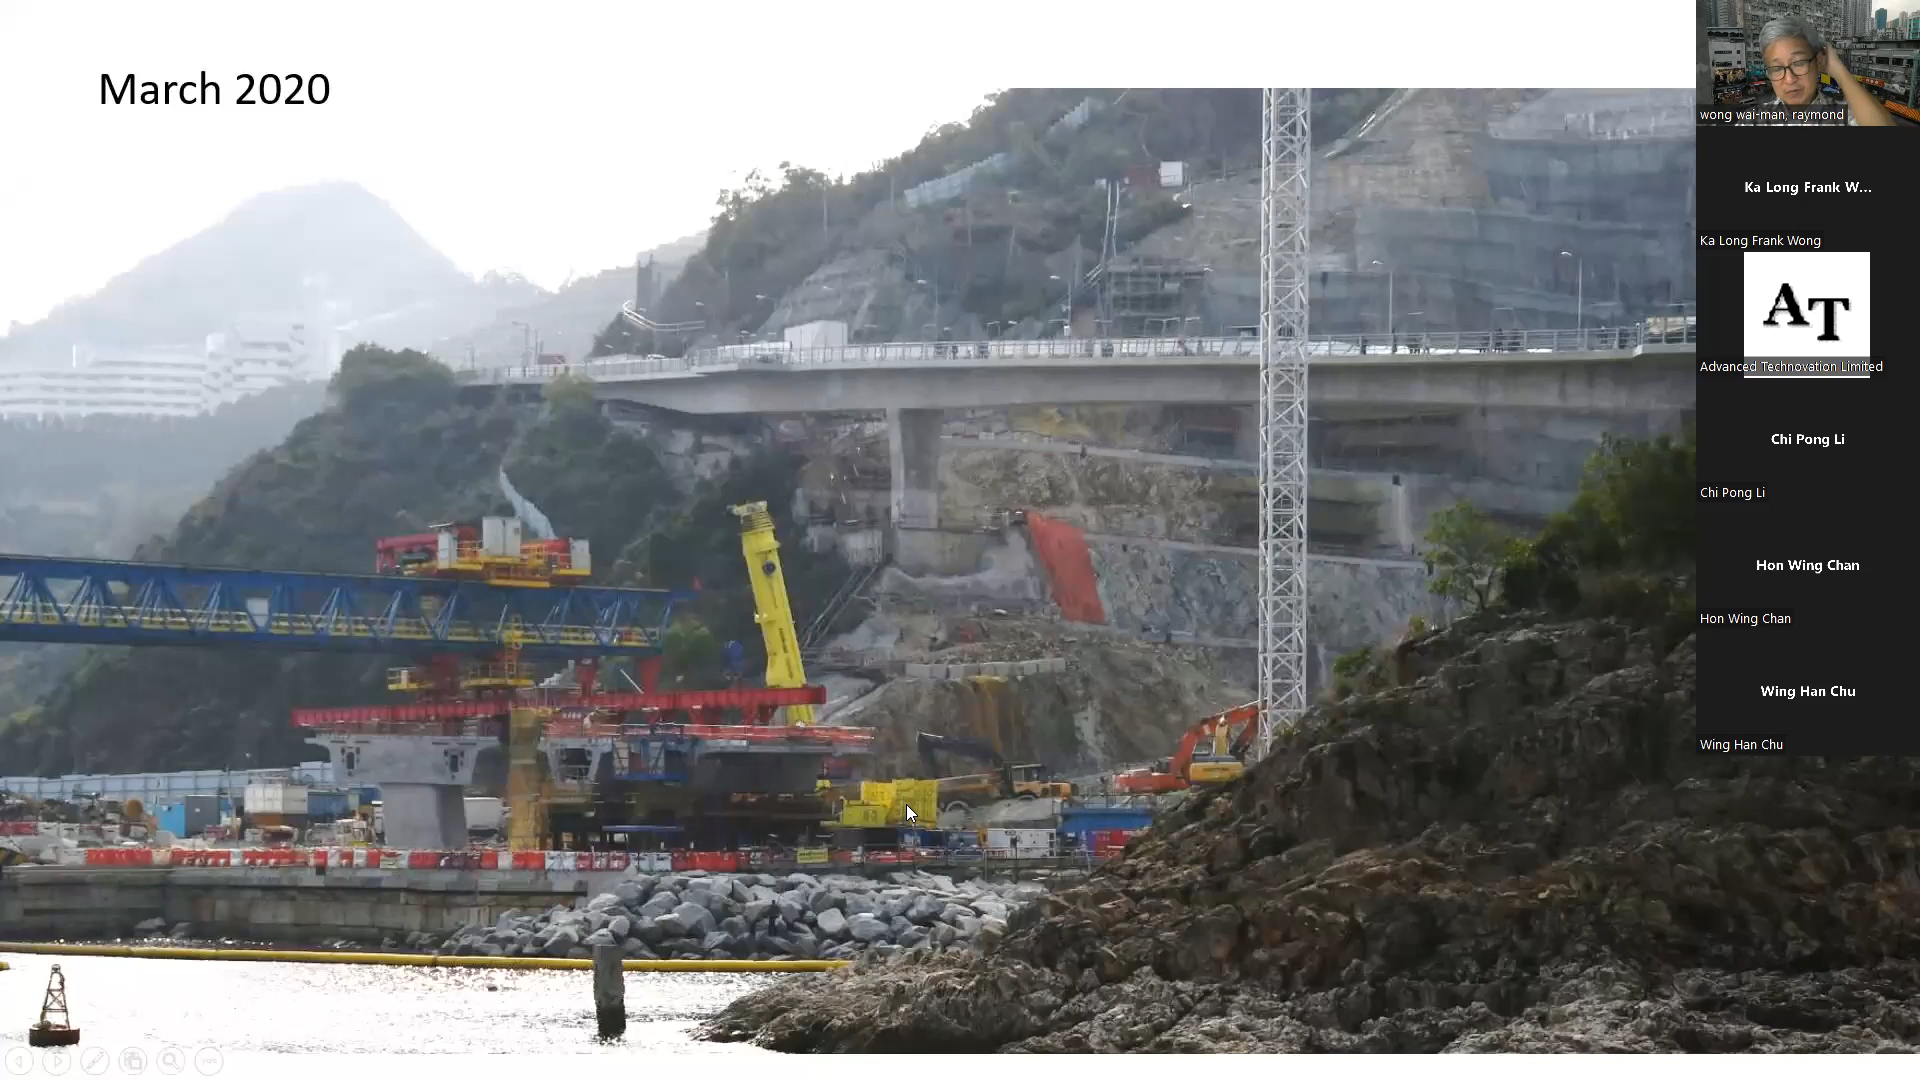 March 2020
wong wai-man, raymond
Ka Long Frank W...
Ka Long Frank Wong
AT
Advanced Technovation Limited
Chi Pong Li
Chi Pong Li
Hon Wing Chan
Hon Wing Chan
Wing Han Chu
Wing Han Chu